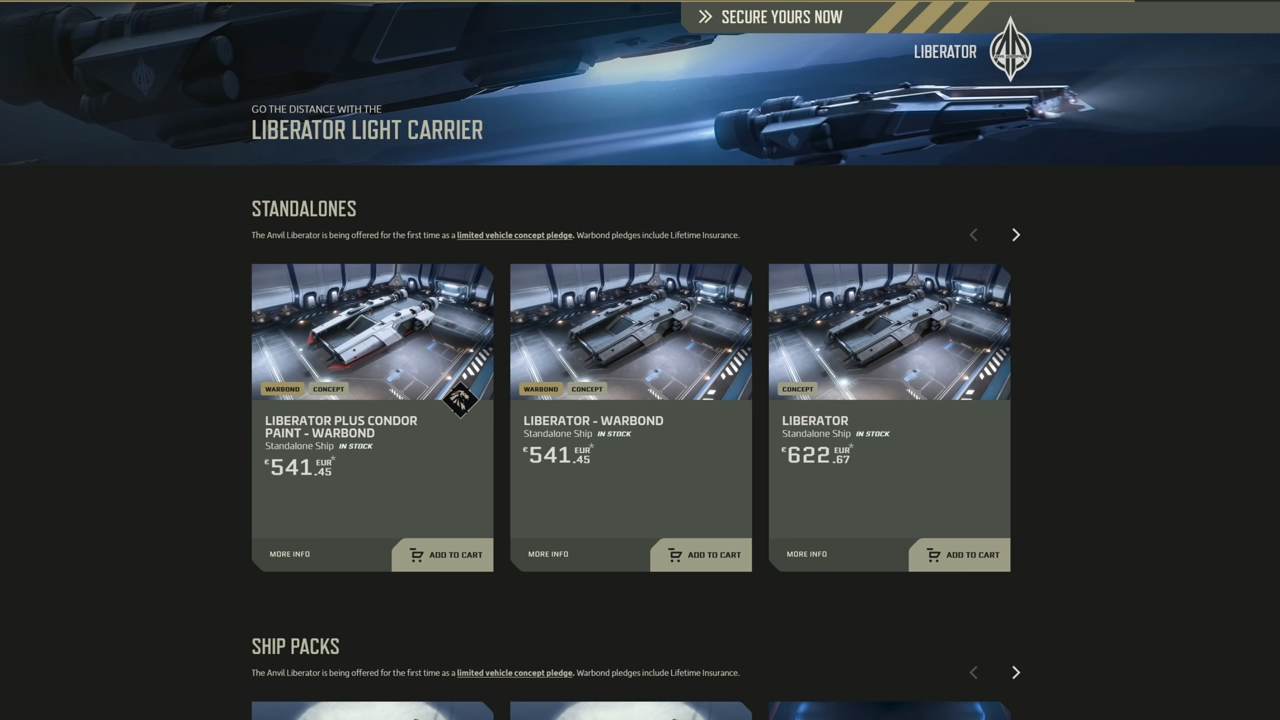 SECURE YOURS NOW
LIBERATOR
GO THE DISTANCE WITH THE
LIBERATOR LIGHT CARRIER
STANDALONES
The Anvil Liberator is being offered for the first time as a limited vehicle concept pledge. Warbond pledges include Lifetime Insurance.
WARBOND CONCEPT
LIBERATOR PLUS CONDOR
PAINT - WARBOND
Standalone Ship IN STOCK
€541.45 EUR*
MORE INFO
ADD TO CART
WARBOND CONCEPT
LIBERATOR - WARBOND
Standalone Ship IN STOCK
€541.45 EUR*
MORE INFO
ADD TO CART
CONCEPT
LIBERATOR
Standalone Ship IN STOCK
€622.67 EUR*
MORE INFO
ADD TO CART
SHIP PACKS
The Anvil Liberator is being offered for the first time as a limited vehicle concept pledge. Warbond pledges include Lifetime Insurance.